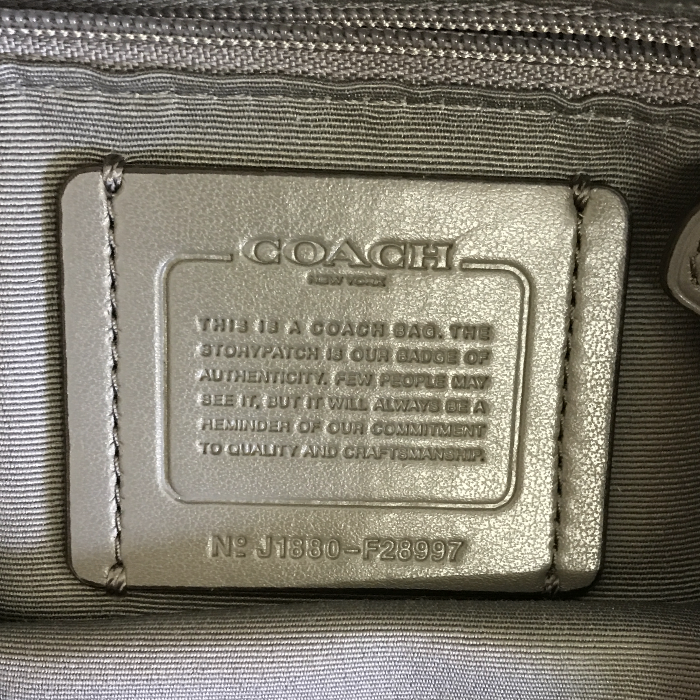 COACH
NEW YORK
THIS IS A COACH BAG. THE
STORYPATCH IS OUR BADGE OF
AUTHENTICITY. FEW PEOPLE MAY
SEE IT, BUT IT WILL ALWAYS BE A
REMINDER OF OUR COMMITMENT
TO QUALITY AND CRAFTSMANSHIP.
Nº J1880-F28997